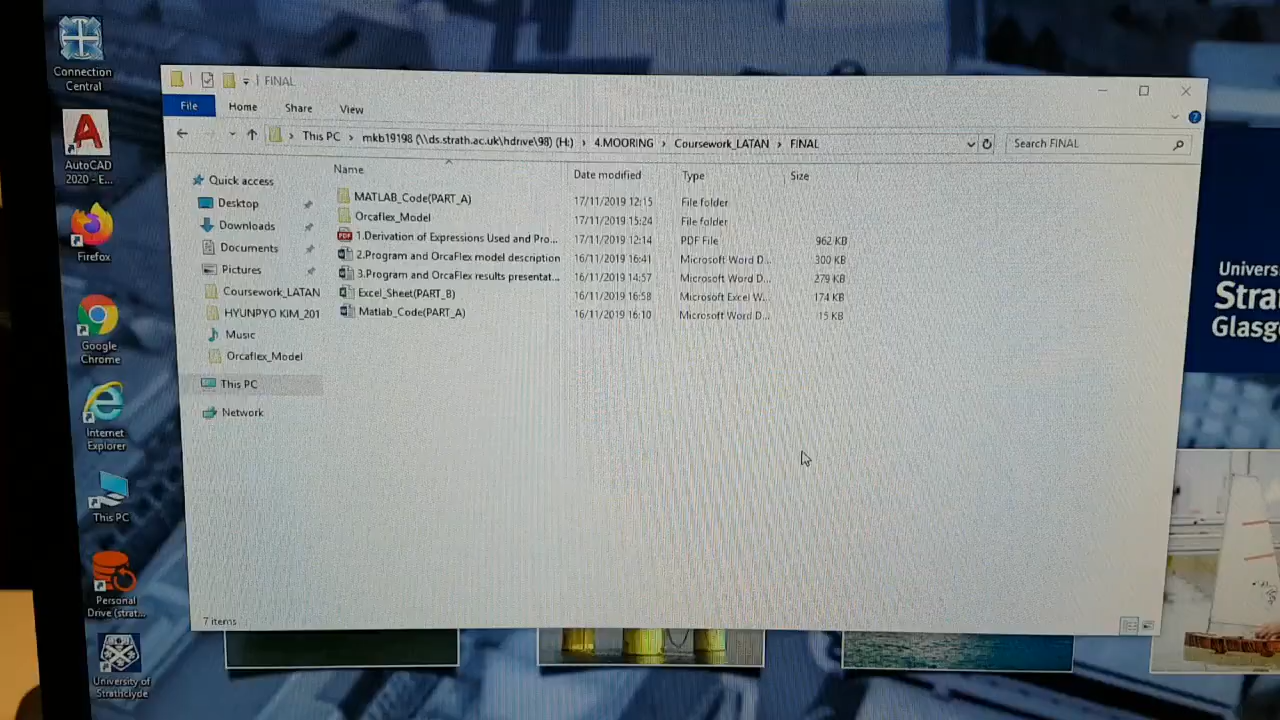 Connection
Central
AutoCAD
2020 - E...
Firefox
Google
Chrome
Internet
Explorer
This PC
Personal
Drive (strat...
University of
Strathclyde
FINAL
File Home Share View
This PC > mkb19198 (\\ds.strath.ac.uk\hdrive\98) (H:) > 4.MOORING > Coursework_LATAN > FINAL
Search FINAL
Quick access
Desktop
Downloads
Documents
Pictures
Coursework_LATAN
HYUNPYO KIM_201
Music
Orcaflex_Model
This PC
Network
Name Date modified Type Size
MATLAB_Code(PART_A) 17/11/2019 12:15 File folder
Orcaflex_Model 17/11/2019 15:24 File folder
1.Derivation of Expressions Used and Pro... 17/11/2019 12:14 PDF File 962 KB
2.Program and OrcaFlex model description 16/11/2019 16:41 Microsoft Word D... 300 KB
3.Program and OrcaFlex results presentat... 16/11/2019 14:57 Microsoft Word D... 279 KB
Excel_Sheet(PART_B) 16/11/2019 16:58 Microsoft Excel W... 174 KB
Matlab_Code(PART_A) 16/11/2019 16:10 Microsoft Word D... 15 KB
7 items
Univers
Stra
Glasg